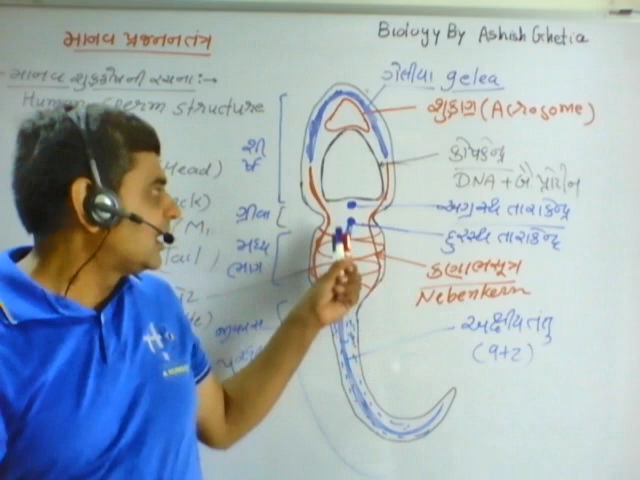 Biology By Ashish Ghetia
માનવ પ્રજનનતંત્ર
માનવ શુક્રકોષની રચના:→
Human Sperm structure
ગેલીયા gelea
શુક્રાગ્ર (Acrosome)
કોષકેન્દ્ર
DNA + બે પ્રોટીન
અગ્રસ્થ તારાકેન્દ્ર
દુરસ્થ તારાકેન્દ્ર
કણાભસૂત્ર
Nebenkern
અક્ષીયતંતુ
(9+2)
શીર્ષ
Head)
ગ્રીવા
મધ્ય
ભાગ